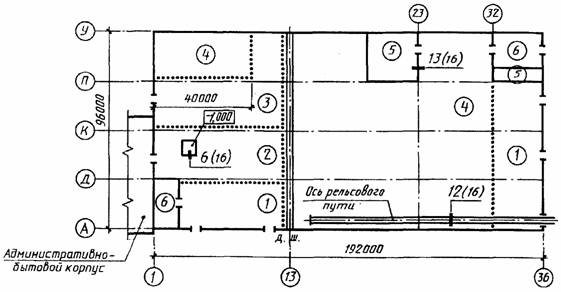 23
32
У
4
5
13(16)
6
5
П
40000
3
4
96000
-1,000
К
2
6(16)
1
Д
Ось рельсового
пути
12(16)
6
1
А
д. ш.
Административно-
бытовой корпус
192000
1
13
36